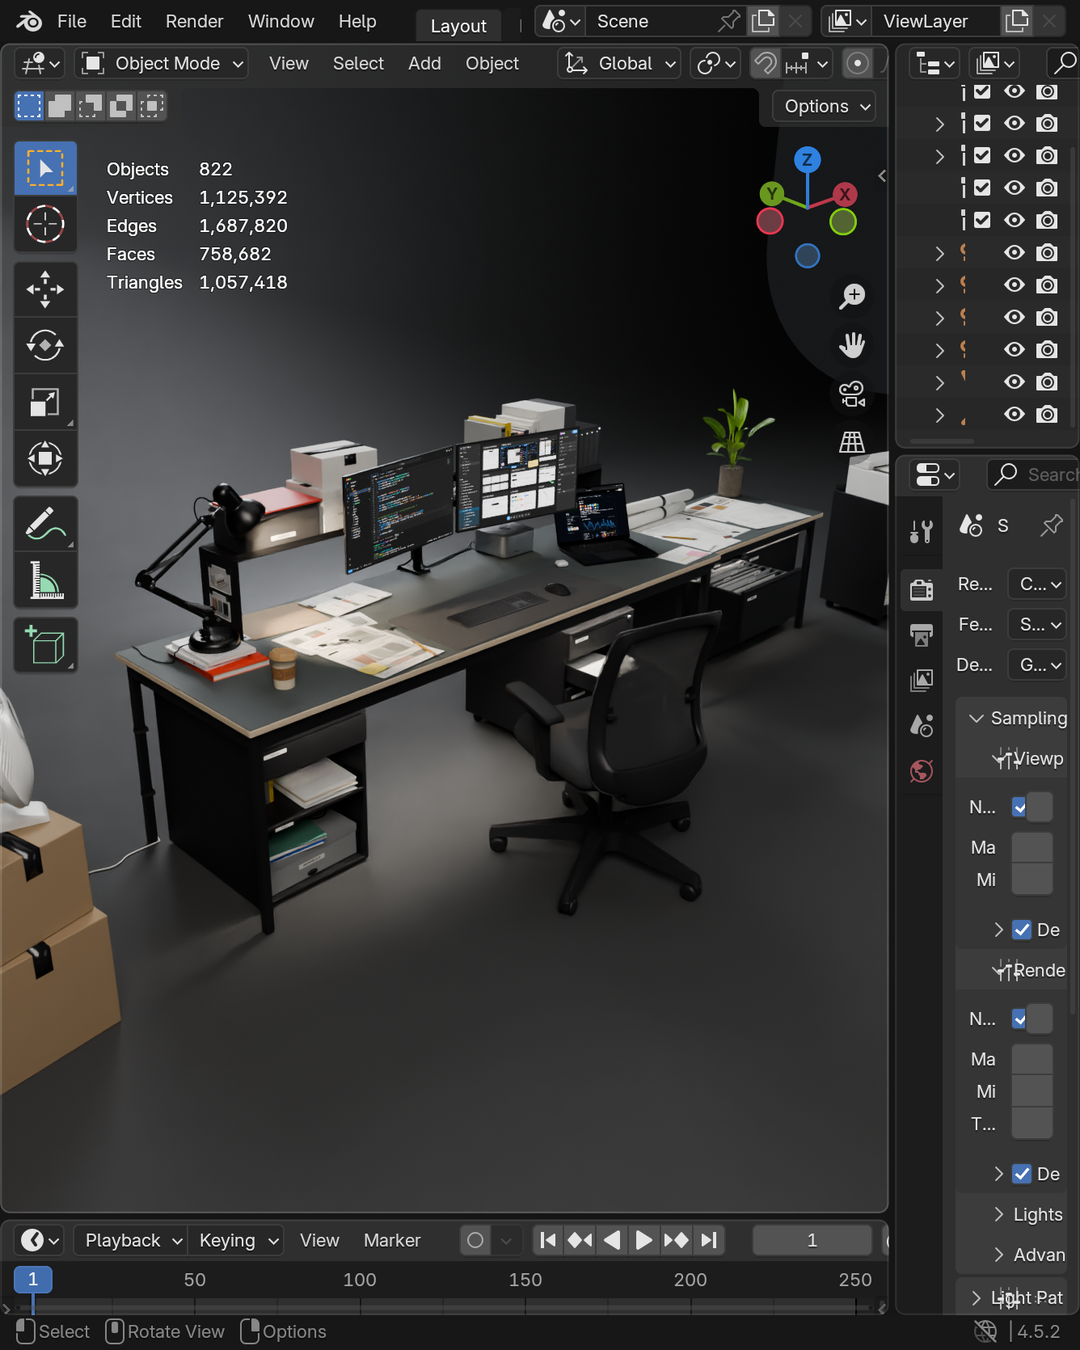 File Edit Render Window Help Layout Scene ViewLayer
Object Mode View Select Add Object Global
Options
Objects 822
Vertices 1,125,392
Edges 1,687,820
Faces 758,682
Triangles 1,057,418
Z
Y X
Search
S
Re... C...
Fe... S...
De... G...
Sampling
Viewp
N...
Ma
Mi
De
Rende
N...
Ma
Mi
T...
De
Lights
Advan
Light Pat
Playback Keying View Marker 1
1 50 100 150 200 250
Select Rotate View Options 4.5.2